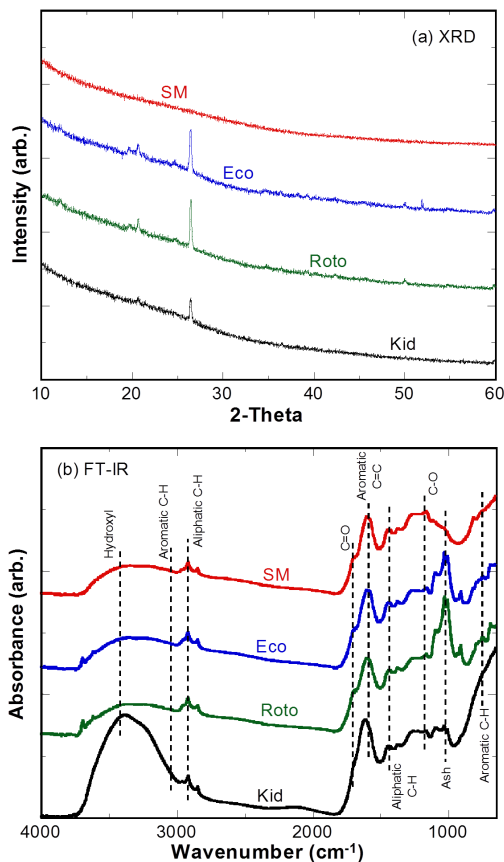 (a) XRD
SM
Eco
Roto
Kid
Intensity (arb.)
10
20
30
40
50
60
2-Theta
(b) FT-IR
Hydroxyl
Aromatic C-H
Aliphatic C-H
C=O
Aromatic
C=C
C-O
SM
Eco
Roto
Kid
Aliphatic
C-H
Ash
Aromatic C-H
Absorbance (arb.)
4000
3000
2000
1000
Wavenumber (cm-1)